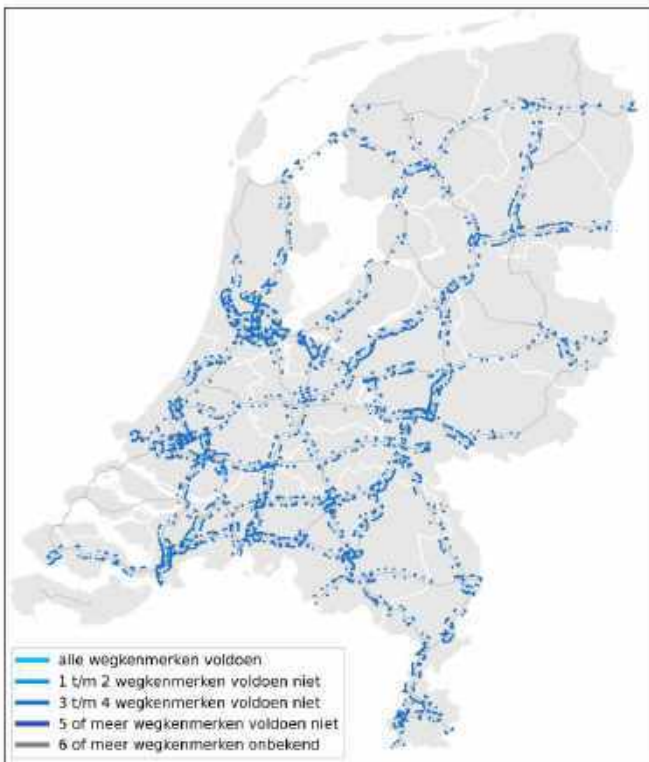 alle wegkenmerken voldoen
1 t/m 2 wegkenmerken voldoen niet
3 t/m 4 wegkenmerken voldoen niet
5 of meer wegkenmerken voldoen niet
6 of meer wegkenmerken onbekend